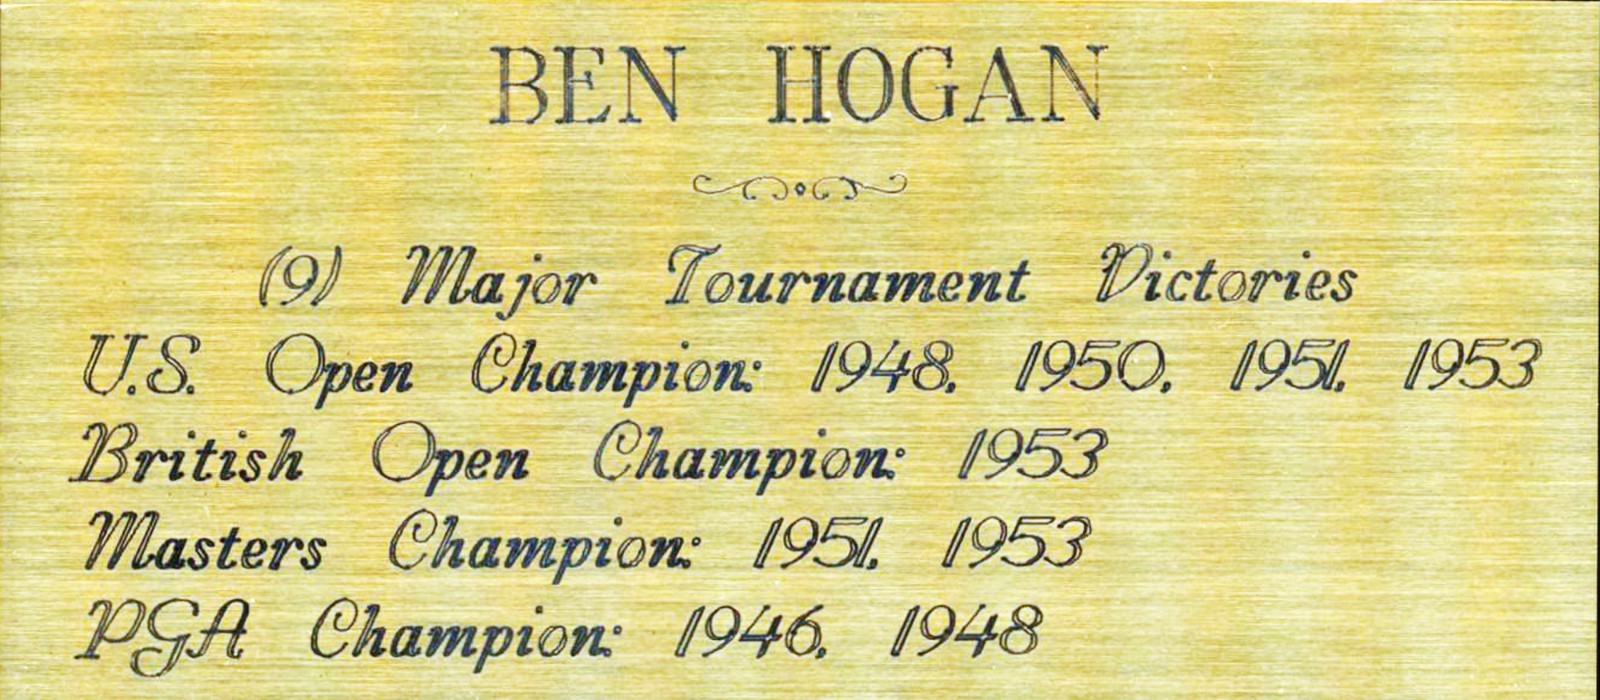 BEN HOGAN
(9) Major Tournament Victories
U.S. Open Champion: 1948, 1950, 1951, 1953
British Open Champion: 1953
Masters Champion: 1951, 1953
PGA Champion: 1946, 1948